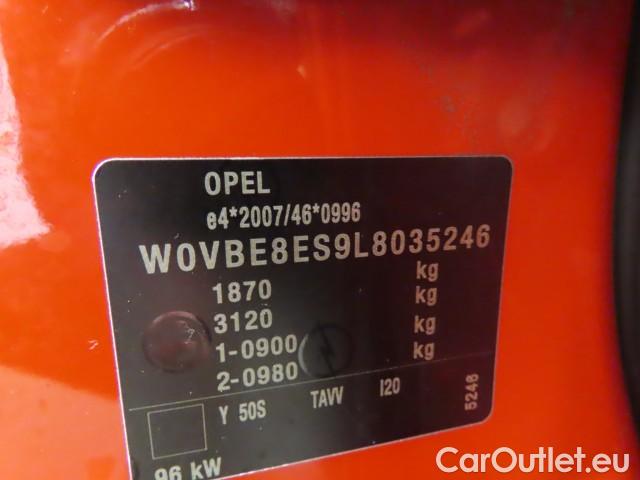 OPEL
e4*2007/46*0996
W0VBE8ES9L8035246
kg
1870 kg
3120 kg
1-0900 kg
2-0980
Y 50S TAVV I20
5246
96 kW
CarOutlet.eu